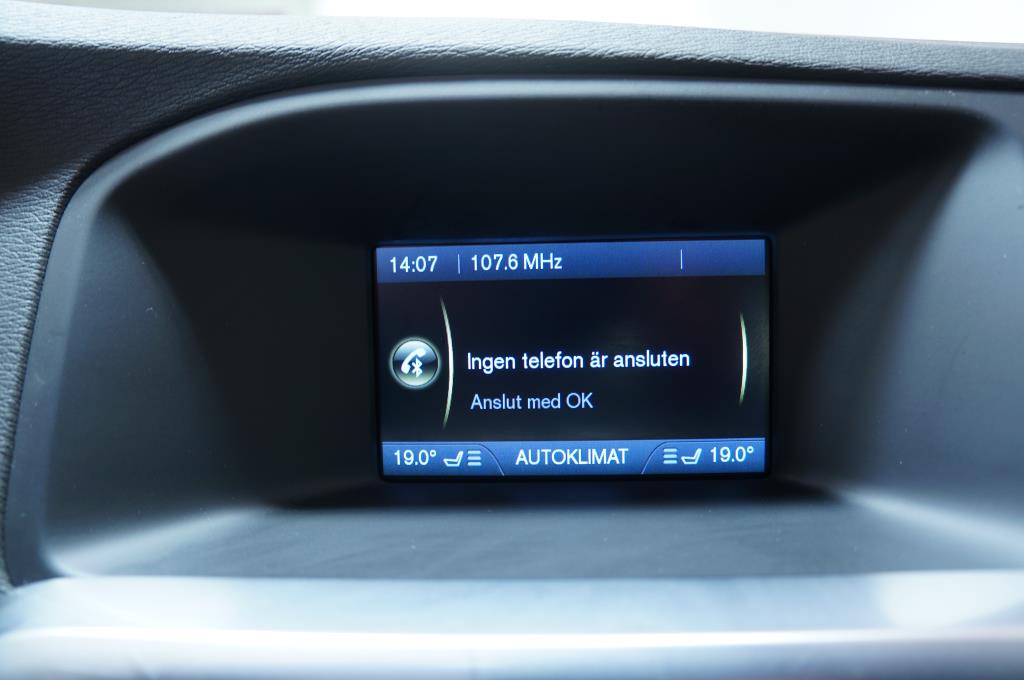 14:07 107.6 MHz
Ingen telefon är ansluten
Anslut med OK
19.0° AUTOKLIMAT 19.0°